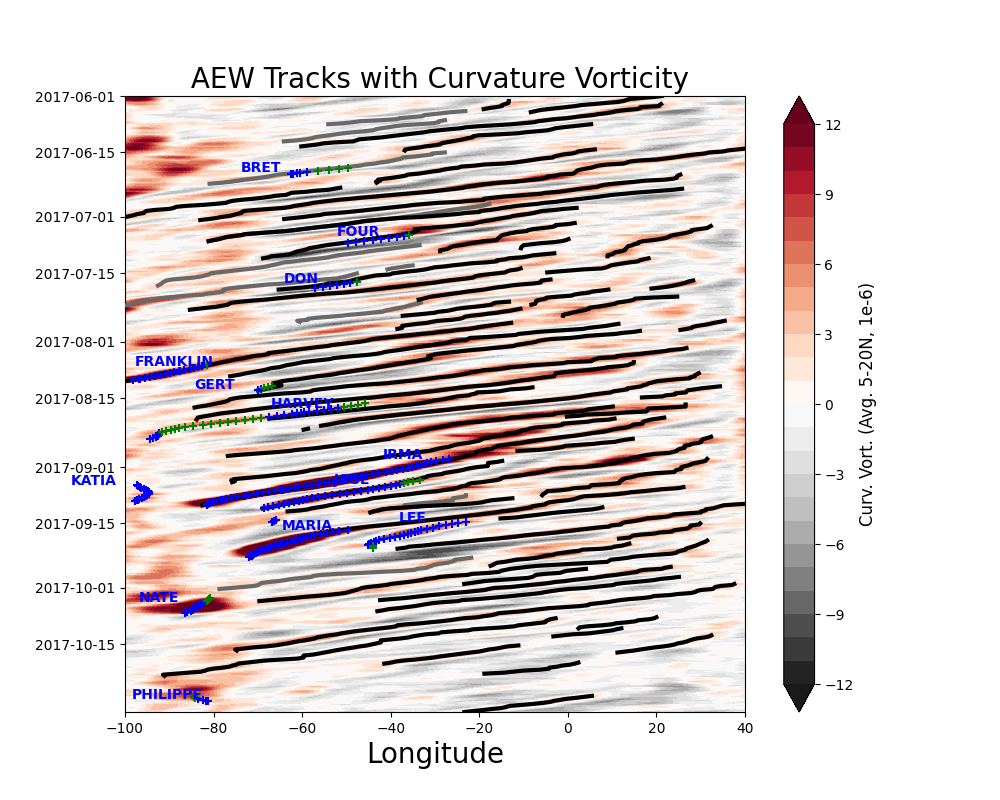 AEW Tracks with Curvature Vorticity
2017-06-01
2017-06-15
2017-07-01
2017-07-15
2017-08-01
2017-08-15
2017-09-01
2017-09-15
2017-10-01
2017-10-15
BRET
FOUR
DON
FRANKLIN
GERT
HARVEY
IRMA
KATIA
JOSE
LEE
MARIA
NATE
PHILIPPE
−100
−80
−60
−40
−20
0
20
40
Longitude
12
9
6
3
0
−3
−6
−9
−12
Curv. Vort. (Avg. 5-20N, 1e-6)